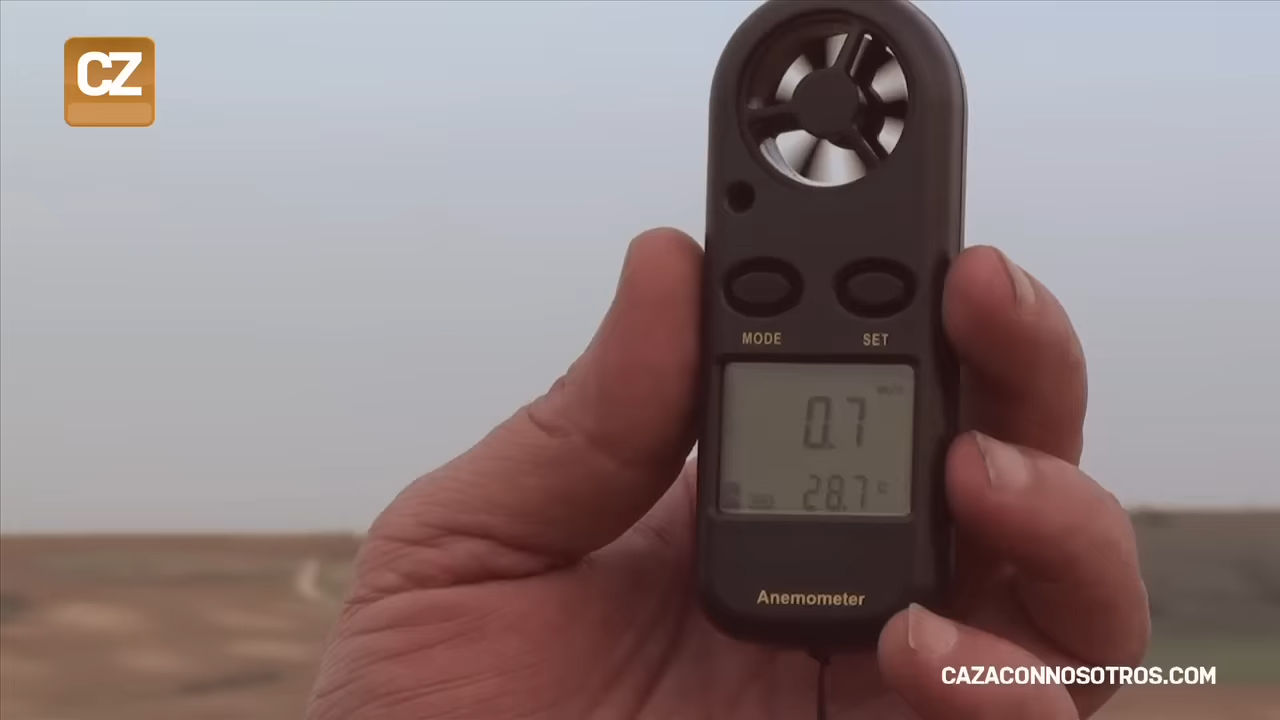 CZ
MODE SET
0.7
28.7 °C
Anemometer
CAZACONNOSOTROS.COM